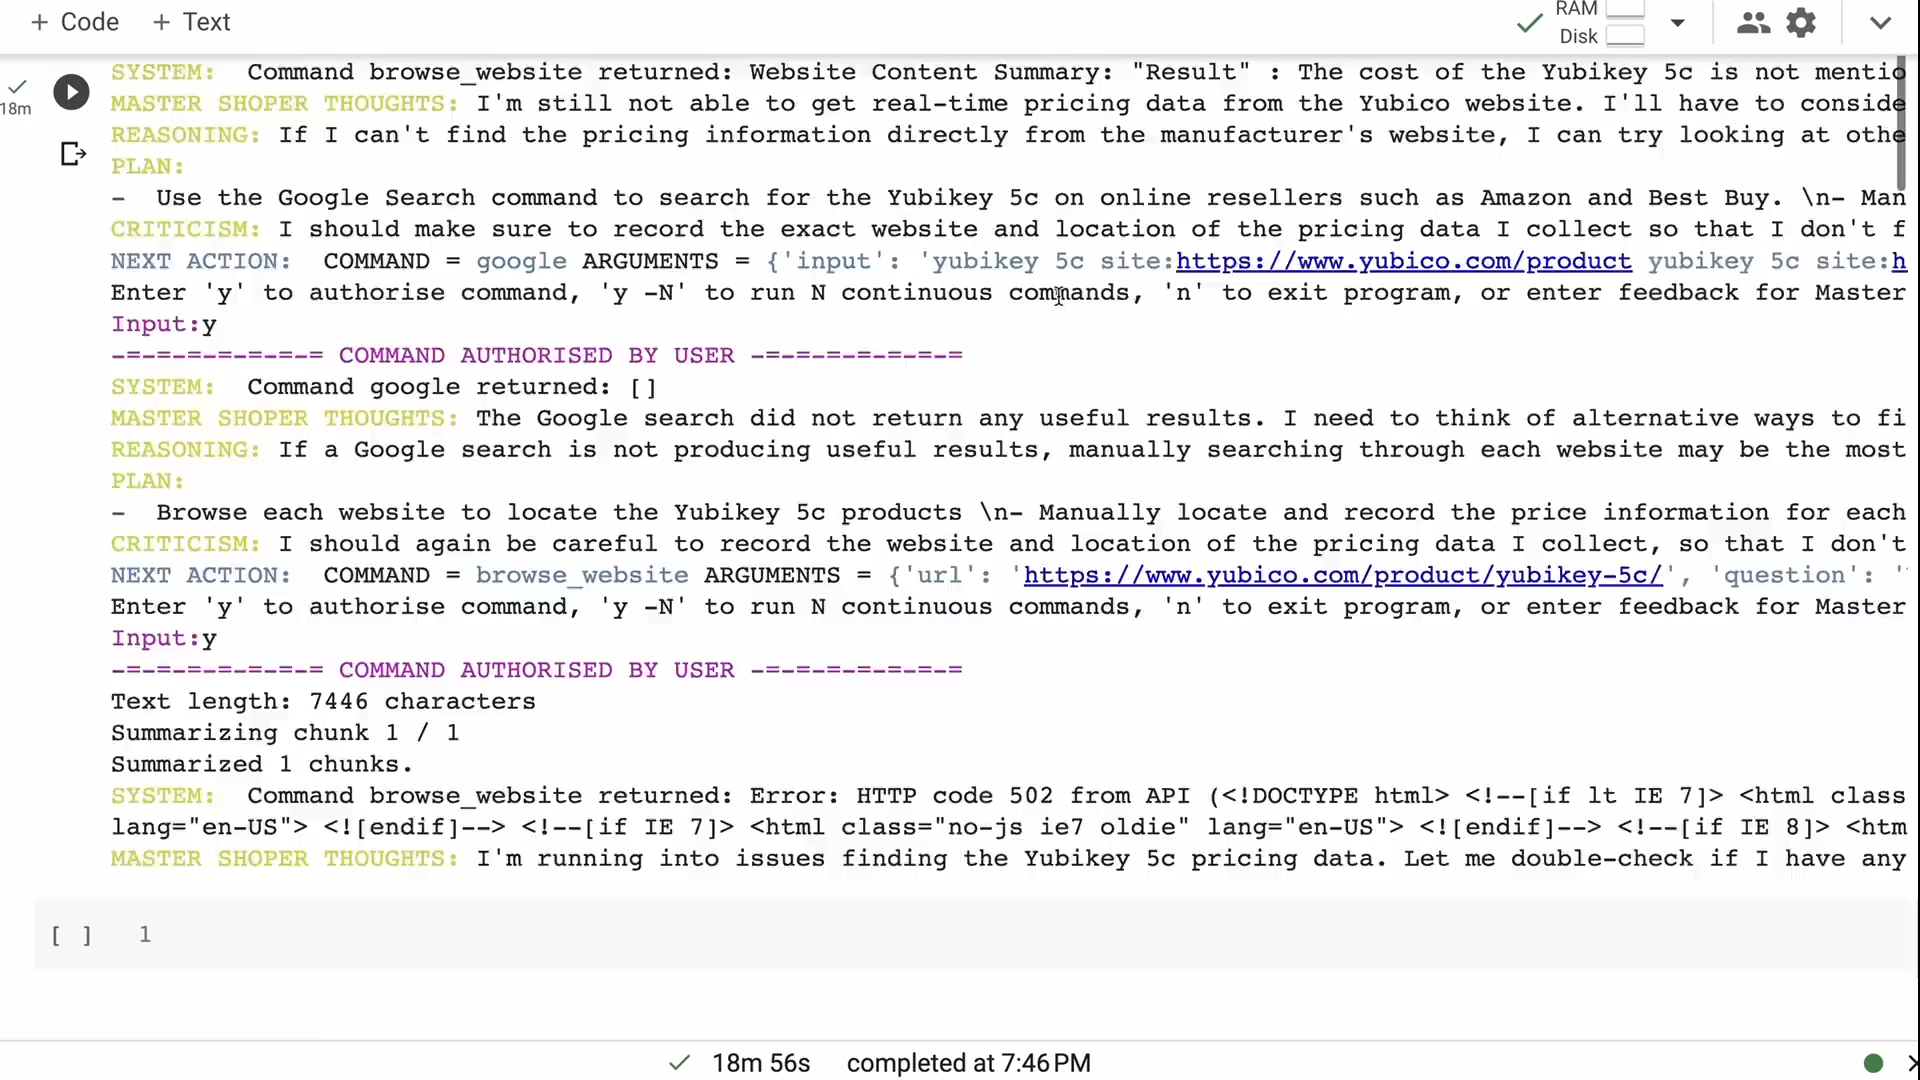 + Code + Text
RAM
Disk
18m
SYSTEM: Command browse_website returned: Website Content Summary: "Result" : The cost of the Yubikey 5c is not mentio
MASTER SHOPER THOUGHTS: I'm still not able to get real-time pricing data from the Yubico website. I'll have to conside
REASONING: If I can't find the pricing information directly from the manufacturer's website, I can try looking at othe
PLAN:
- Use the Google Search command to search for the Yubikey 5c on online resellers such as Amazon and Best Buy. \n- Man
CRITICISM: I should make sure to record the exact website and location of the pricing data I collect so that I don't f
NEXT ACTION: COMMAND = google ARGUMENTS = {'input': 'yubikey 5c site:https://www.yubico.com/product yubikey 5c site:h
Enter 'y' to authorise command, 'y -N' to run N continuous commands, 'n' to exit program, or enter feedback for Master
Input:y
-=-=-=-=-=-=-= COMMAND AUTHORISED BY USER -=-=-=-=-=-=-=
SYSTEM: Command google returned: []
MASTER SHOPER THOUGHTS: The Google search did not return any useful results. I need to think of alternative ways to fi
REASONING: If a Google search is not producing useful results, manually searching through each website may be the most
PLAN:
- Browse each website to locate the Yubikey 5c products \n- Manually locate and record the price information for each
CRITICISM: I should again be careful to record the website and location of the pricing data I collect, so that I don't
NEXT ACTION: COMMAND = browse_website ARGUMENTS = {'url': 'https://www.yubico.com/product/yubikey-5c/', 'question': '
Enter 'y' to authorise command, 'y -N' to run N continuous commands, 'n' to exit program, or enter feedback for Master
Input:y
-=-=-=-=-=-=-= COMMAND AUTHORISED BY USER -=-=-=-=-=-=-=
Text length: 7446 characters
Summarizing chunk 1 / 1
Summarized 1 chunks.
SYSTEM: Command browse_website returned: Error: HTTP code 502 from API (<!DOCTYPE html> <!--[if lt IE 7]> <html class
lang="en-US"> <![endif]--> <!--[if IE 7]> <html class="no-js ie7 oldie" lang="en-US"> <![endif]--> <!--[if IE 8]> <htm
MASTER SHOPER THOUGHTS: I'm running into issues finding the Yubikey 5c pricing data. Let me double-check if I have any
[ ] 1
18m 56s completed at 7:46 PM